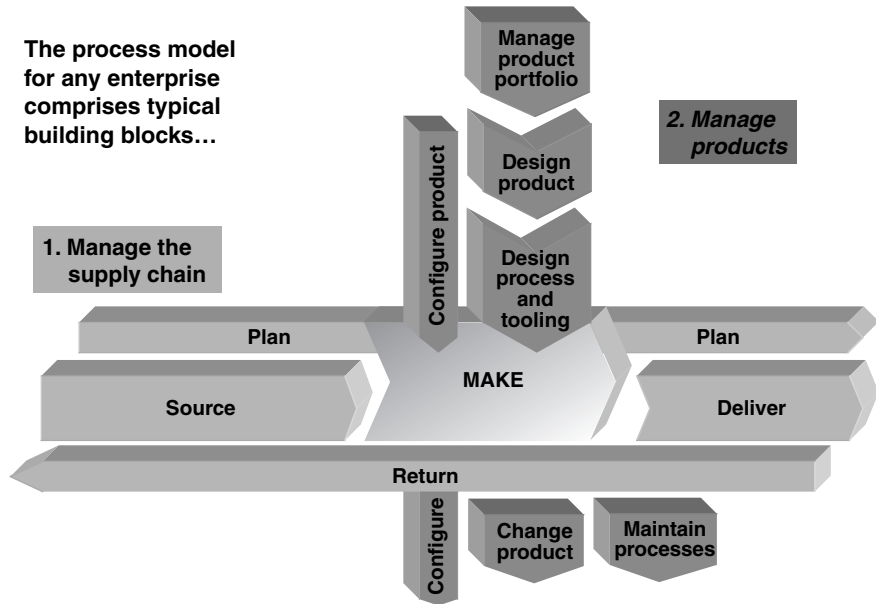 The process model
for any enterprise
comprises typical
building blocks…
Manage
product
portfolio
2. Manage
products
Design
product
Configure product
1. Manage the
supply chain
Design
process
and
tooling
Plan
Plan
MAKE
Source
Deliver
Return
Configure
Change
product
Maintain
processes